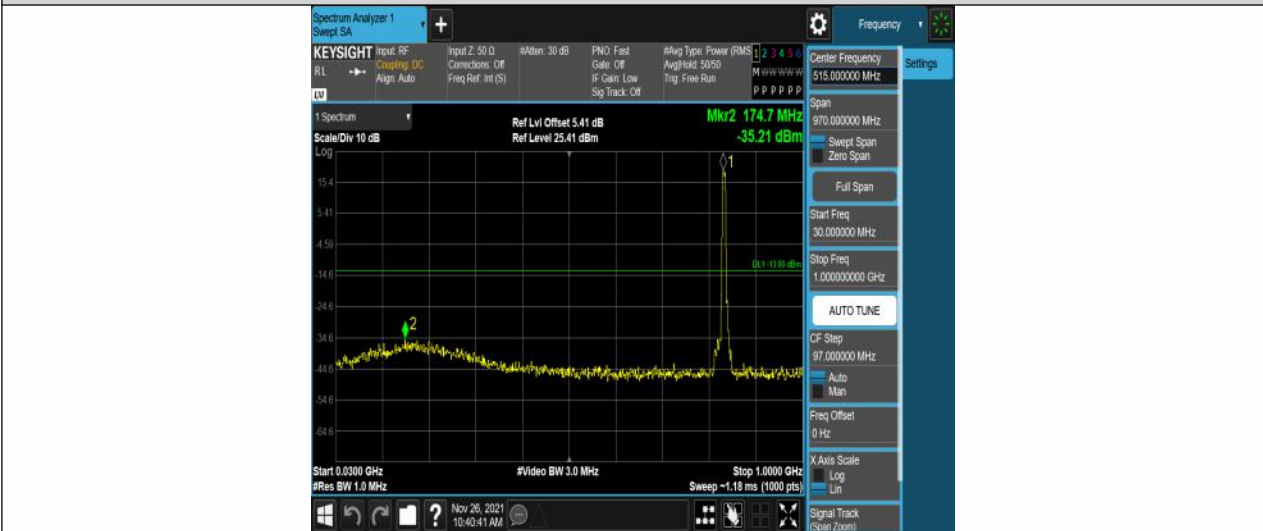 Spectrum Analyzer 1
Swept SA
+
Frequency
KEYSIGHT
Input: RF
Coupling: DC
Align: Auto
RL
LV
Input Z: 50 Ω
Corrections: Off
Freq Ref: Int (S)
#Atten: 30 dB
PNO: Fast
Gate: Off
IF Gain: Low
Sig Track: Off
#Avg Type: Power (RMS
Avg|Hold: 50/50
Trig: Free Run
1 2 3 4 5 6
M W W W W W
P P P P P P
1 Spectrum
Scale/Div 10 dB
Log
Ref Lvl Offset 5.41 dB
Ref Level 25.41 dBm
Mkr2 174.7 MHz
-35.21 dBm
15.4
5.41
-4.59
-14.6
-24.6
-34.6
-44.6
-54.6
-64.6
1
2
DL1 -13.00 dBm
Start 0.0300 GHz
#Res BW 1.0 MHz
#Video BW 3.0 MHz
Stop 1.0000 GHz
Sweep ~1.18 ms (1000 pts)
Center Frequency
515.000000 MHz
Settings
Span
970.000000 MHz
Swept Span
Zero Span
Full Span
Start Freq
30.000000 MHz
Stop Freq
1.000000000 GHz
AUTO TUNE
CF Step
97.000000 MHz
Auto
Man
Freq Offset
0 Hz
X Axis Scale
Log
Lin
Signal Track
(Span Zoom)
?
Nov 26, 2021
10:40:41 AM